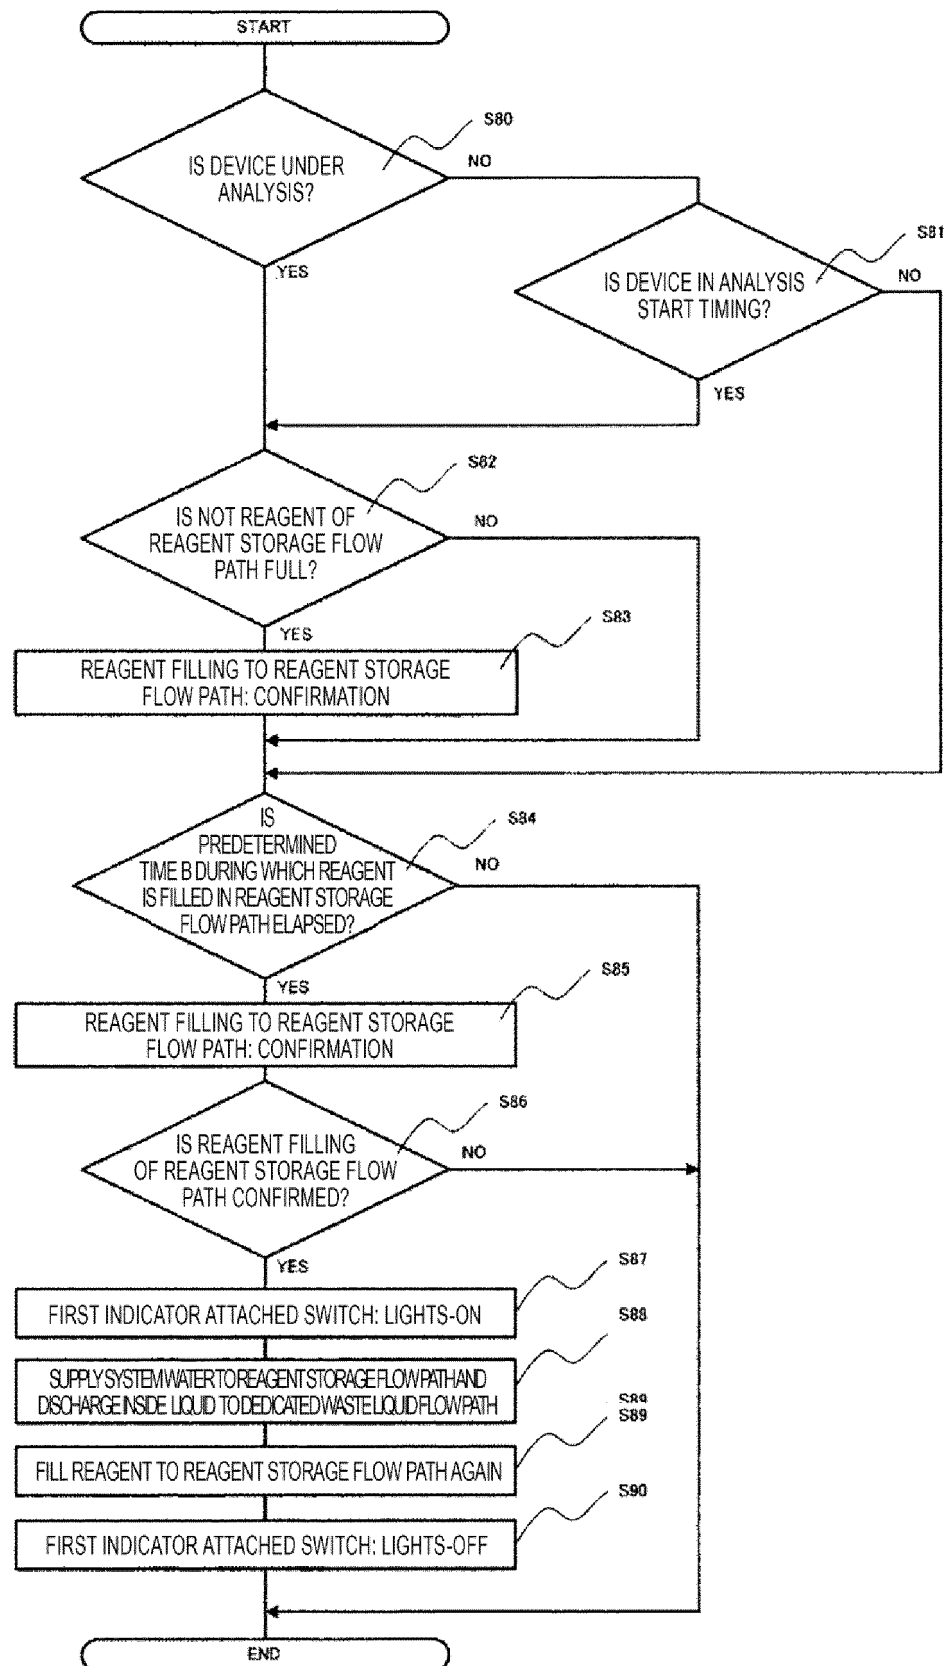 START
S80
IS DEVICE UNDER
ANALYSIS?
NO
YES
S81
IS DEVICE IN ANALYSIS
START TIMING?
NO
YES
S82
IS NOT REAGENT OF
REAGENT STORAGE FLOW
PATH FULL?
NO
YES
S83
REAGENT FILLING TO REAGENT STORAGE
FLOW PATH: CONFIRMATION
S84
IS
PREDETERMINED
TIME B DURING WHICH REAGENT
IS FILLED IN REAGENT STORAGE
FLOW PATH ELAPSED?
NO
YES
S85
REAGENT FILLING TO REAGENT STORAGE
FLOW PATH: CONFIRMATION
S86
IS REAGENT FILLING
OF REAGENT STORAGE FLOW
PATH CONFIRMED?
NO
YES
S87
FIRST INDICATOR ATTACHED SWITCH: LIGHTS-ON
S88
SUPPLY SYSTEM WATER TO REAGENT STORAGE FLOW PATH AND
DISCHARGE INSIDE LIQUID TO DEDICATED WASTE LIQUID FLOW PATH
S89
S89
FILL REAGENT TO REAGENT STORAGE FLOW PATH AGAIN
S90
FIRST INDICATOR ATTACHED SWITCH: LIGHTS-OFF
END